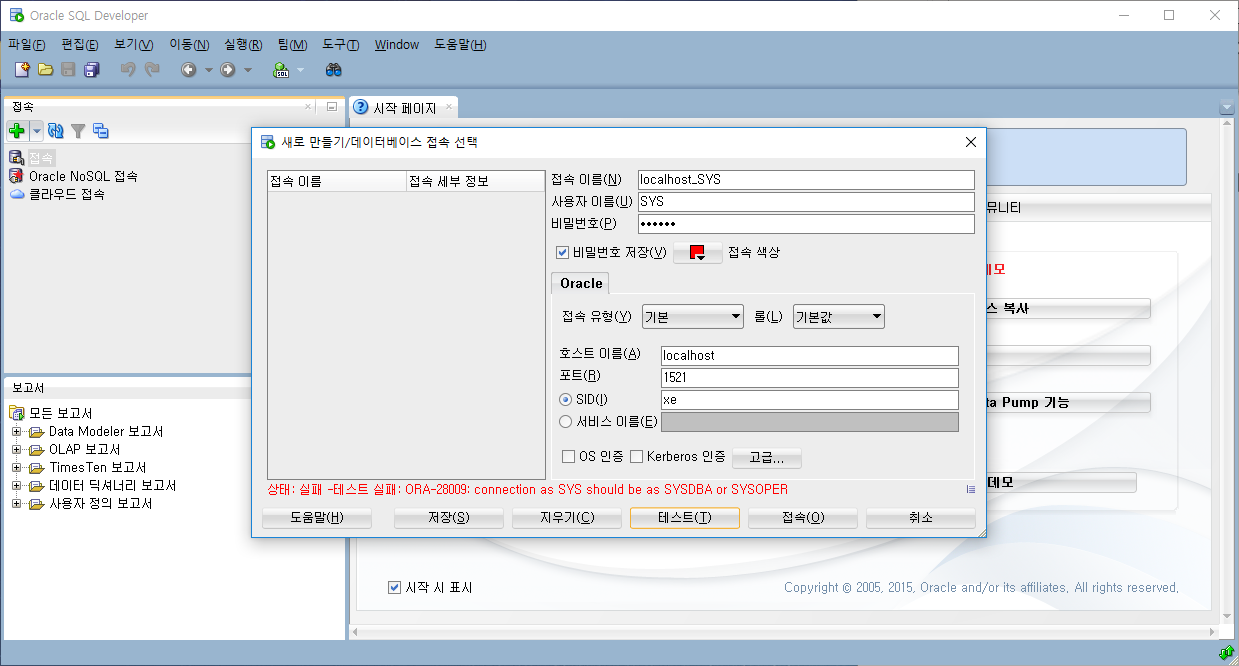 Oracle SQL Developer
파일(F) 편집(E) 보기(V) 이동(N) 실행(R) 팀(M) 도구(T) Window 도움말(H)
접속
시작 페이지
접속
Oracle NoSQL 접속
클라우드 접속
보고서
모든 보고서
Data Modeler 보고서
OLAP 보고서
TimesTen 보고서
데이터 딕셔너리 보고서
사용자 정의 보고서
새로 만들기/데이터베이스 접속 선택
접속 이름 접속 세부 정보
접속 이름(N) localhost_SYS
사용자 이름(U) SYS
비밀번호(P) ••••••
비밀번호 저장(V) 접속 색상
Oracle
접속 유형(Y) 기본 롤(L) 기본값
호스트 이름(A) localhost
포트(R) 1521
SID(I) xe
서비스 이름(E)
OS 인증 Kerberos 인증 고급...
상태: 실패 -테스트 실패: ORA-28009: connection as SYS should be as SYSDBA or SYSOPER
도움말(H) 저장(S) 지우기(C) 테스트(T) 접속(O) 취소
뮤니티
데모
스 복사
ta Pump 기능
데모
시작 시 표시
Copyright © 2005, 2015, Oracle and/or its affiliates, All rights reserved,